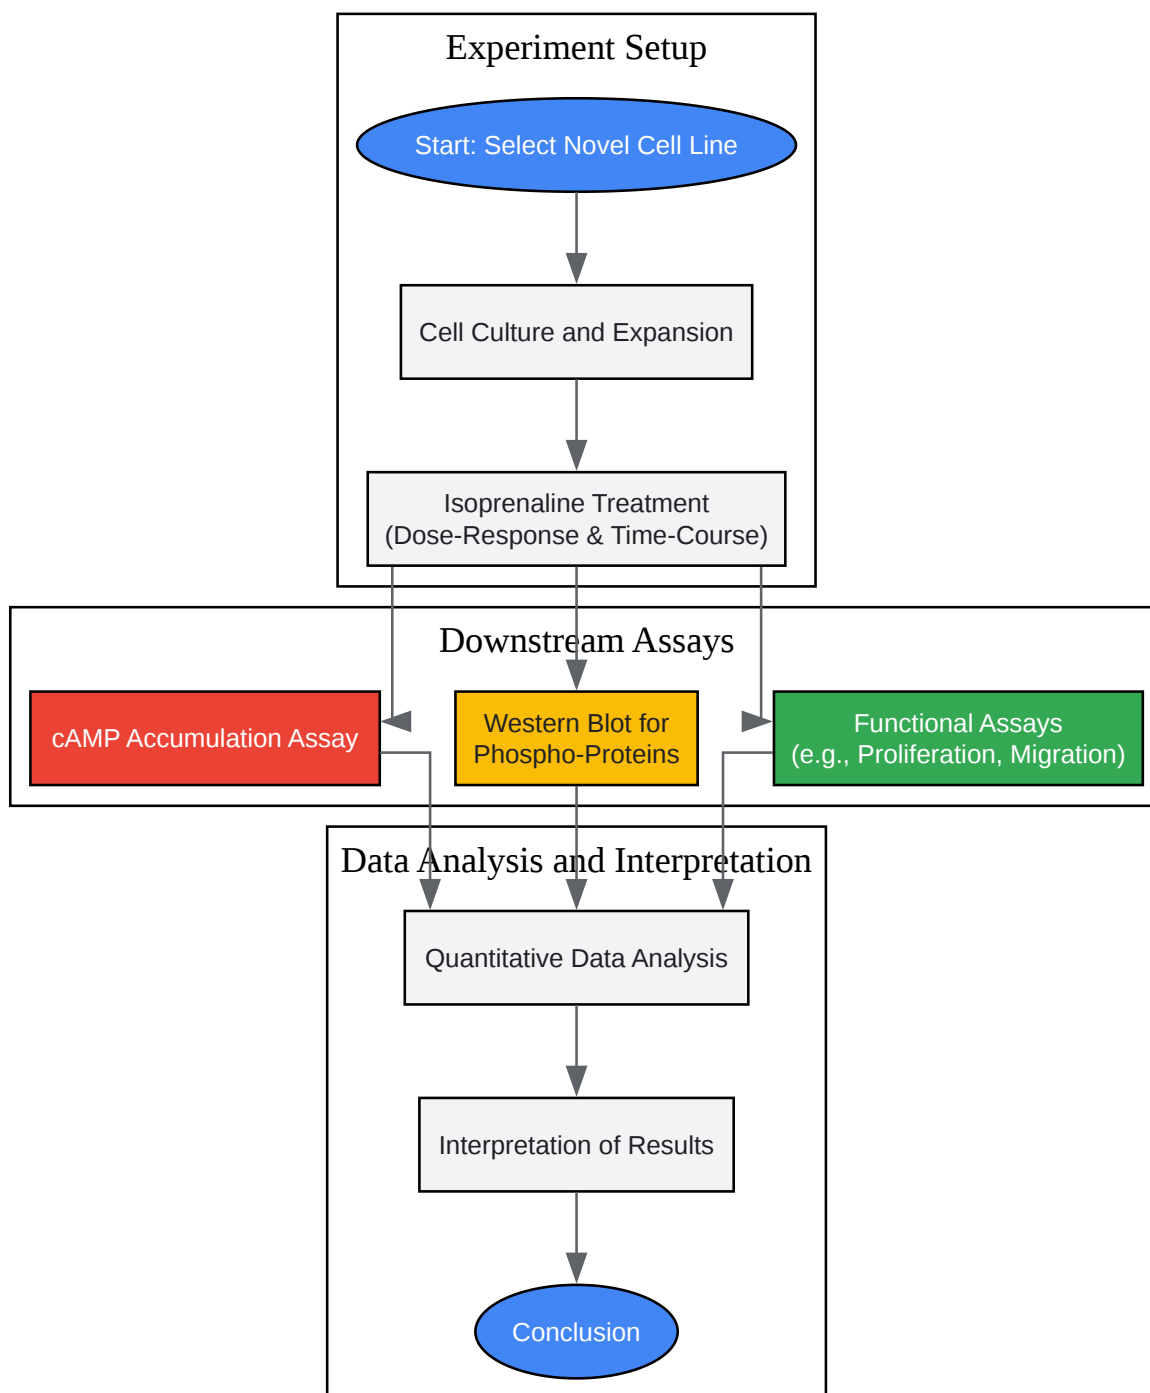 Experiment Setup
Start: Select Novel Cell Line
Cell Culture and Expansion
Isoprenaline Treatment
(Dose-Response & Time-Course)
Downstream Assays
cAMP Accumulation Assay
Western Blot for
Phospho-Proteins
Functional Assays
(e.g., Proliferation, Migration)
Data Analysis and Interpretation
Quantitative Data Analysis
Interpretation of Results
Conclusion